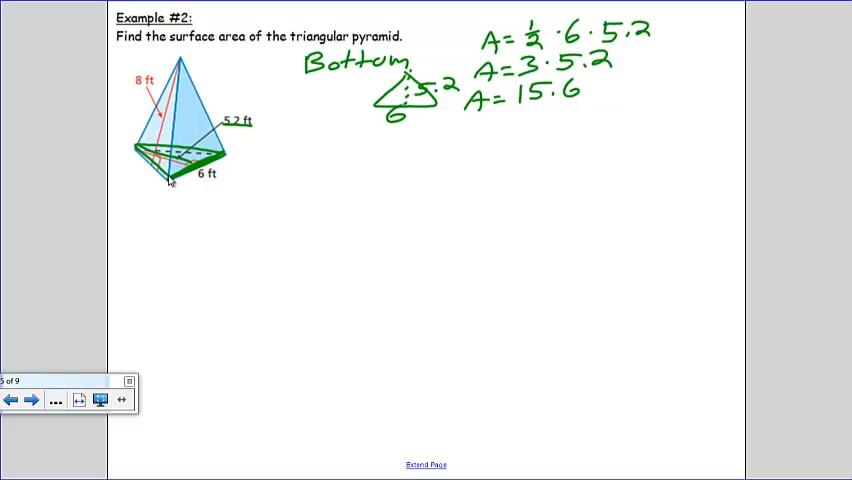 Example #2:
Find the surface area of the triangular pyramid.
8 ft
5.2 ft
6 ft
Bottom
5.2
6
A = 1/2 · 6 · 5.2
A = 3 · 5.2
A = 15.6
5 of 9
...
Extend Page